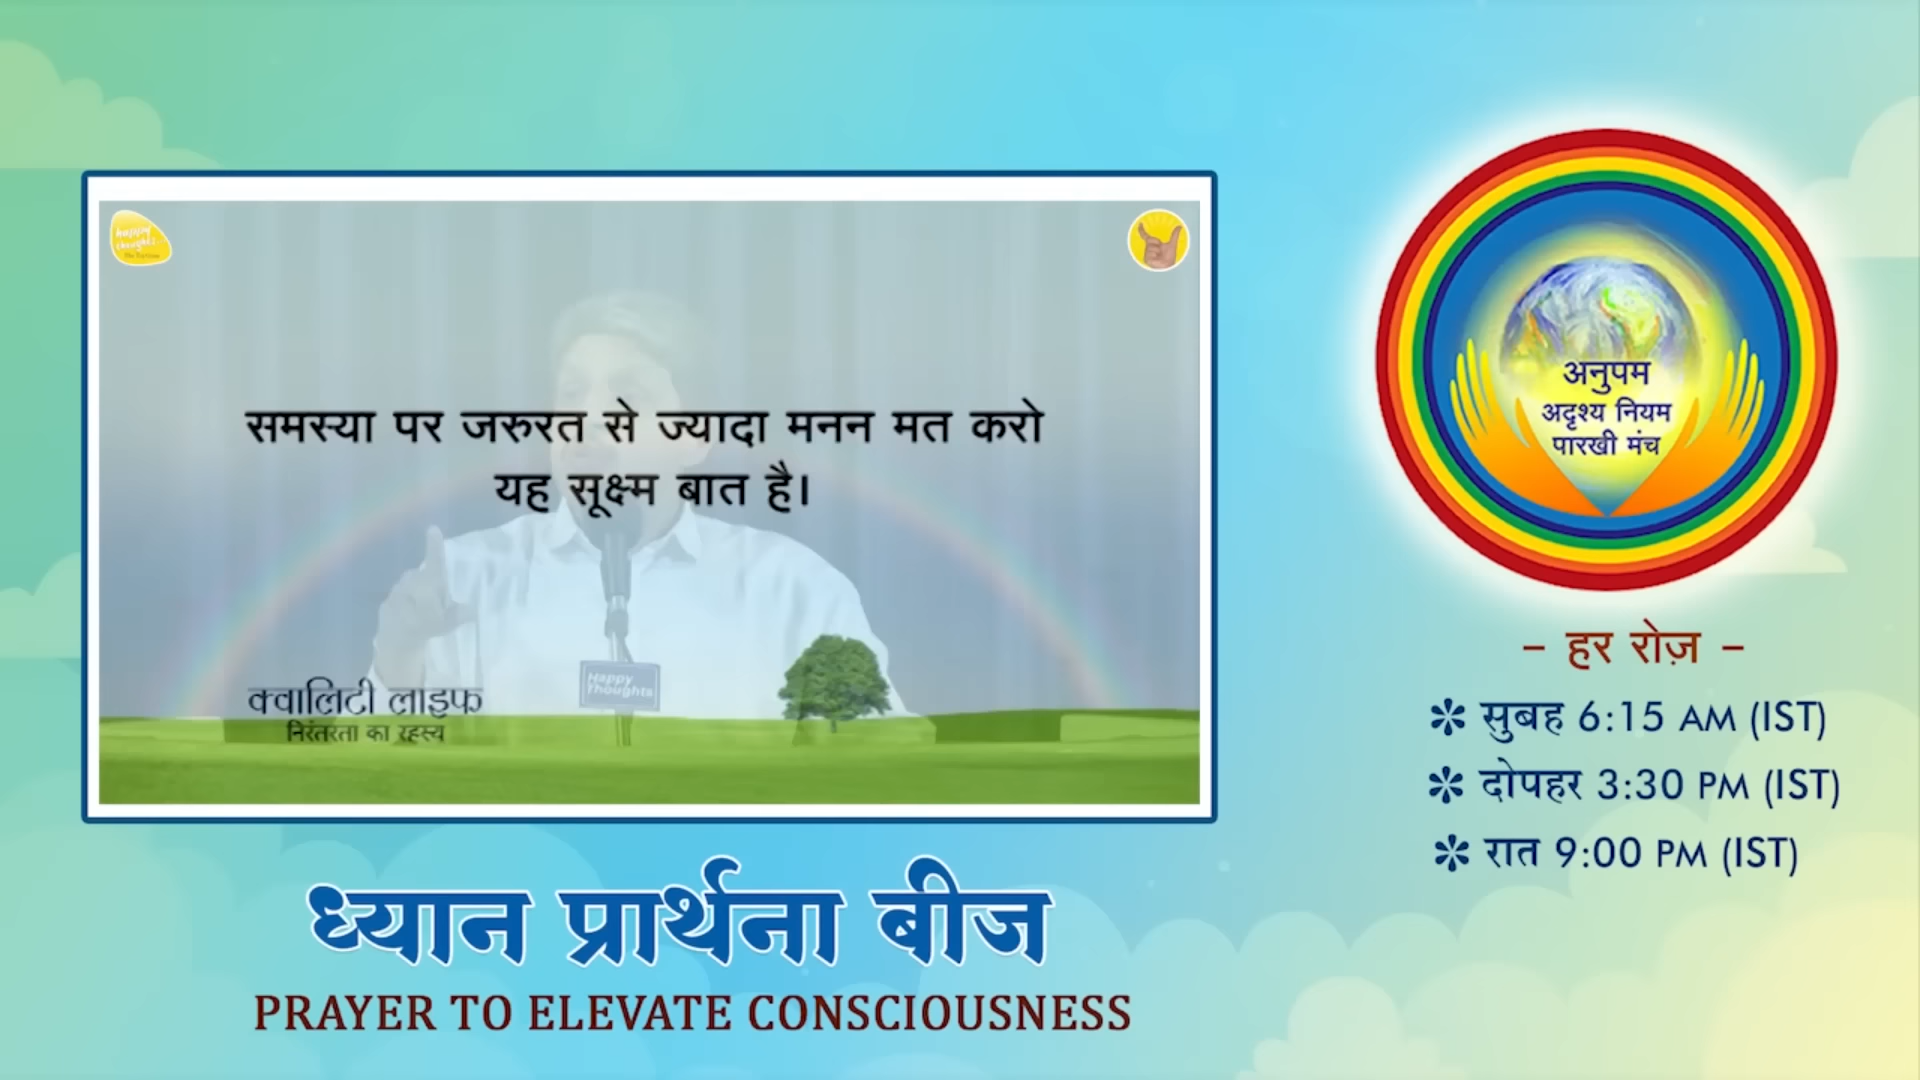 happy
thoughts...
समस्या पर जरुरत से ज्यादा मनन मत करो
यह सूक्ष्म बात है।
Happy
Thoughts
क्वालिटी लाइफ
निरंतरता का रहस्य
ध्यान प्रार्थना बीज
PRAYER TO ELEVATE CONSCIOUSNESS
अनुपम
अदृश्य नियम
पारखी मंच
– हर रोज़ –
❇ सुबह 6:15 AM (IST)
❇ दोपहर 3:30 PM (IST)
❇ रात 9:00 PM (IST)